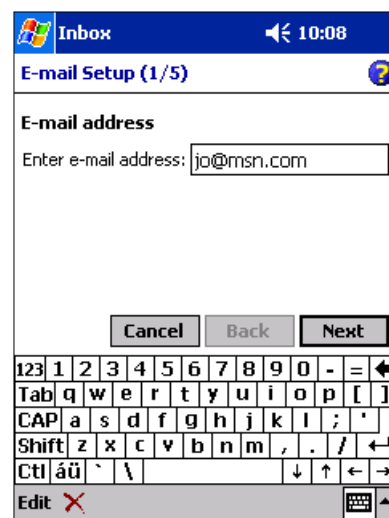 Inbox 10:08
E-mail Setup (1/5) ?
E-mail address
Enter e-mail address: jo@msn.com
Cancel Back Next
123 1 2 3 4 5 6 7 8 9 0 - =
Tab q w e r t y u i o p [ ]
CAP a s d f g h j k l ; '
Shift z x c v b n m , . /
Ctl áü ` \
Edit